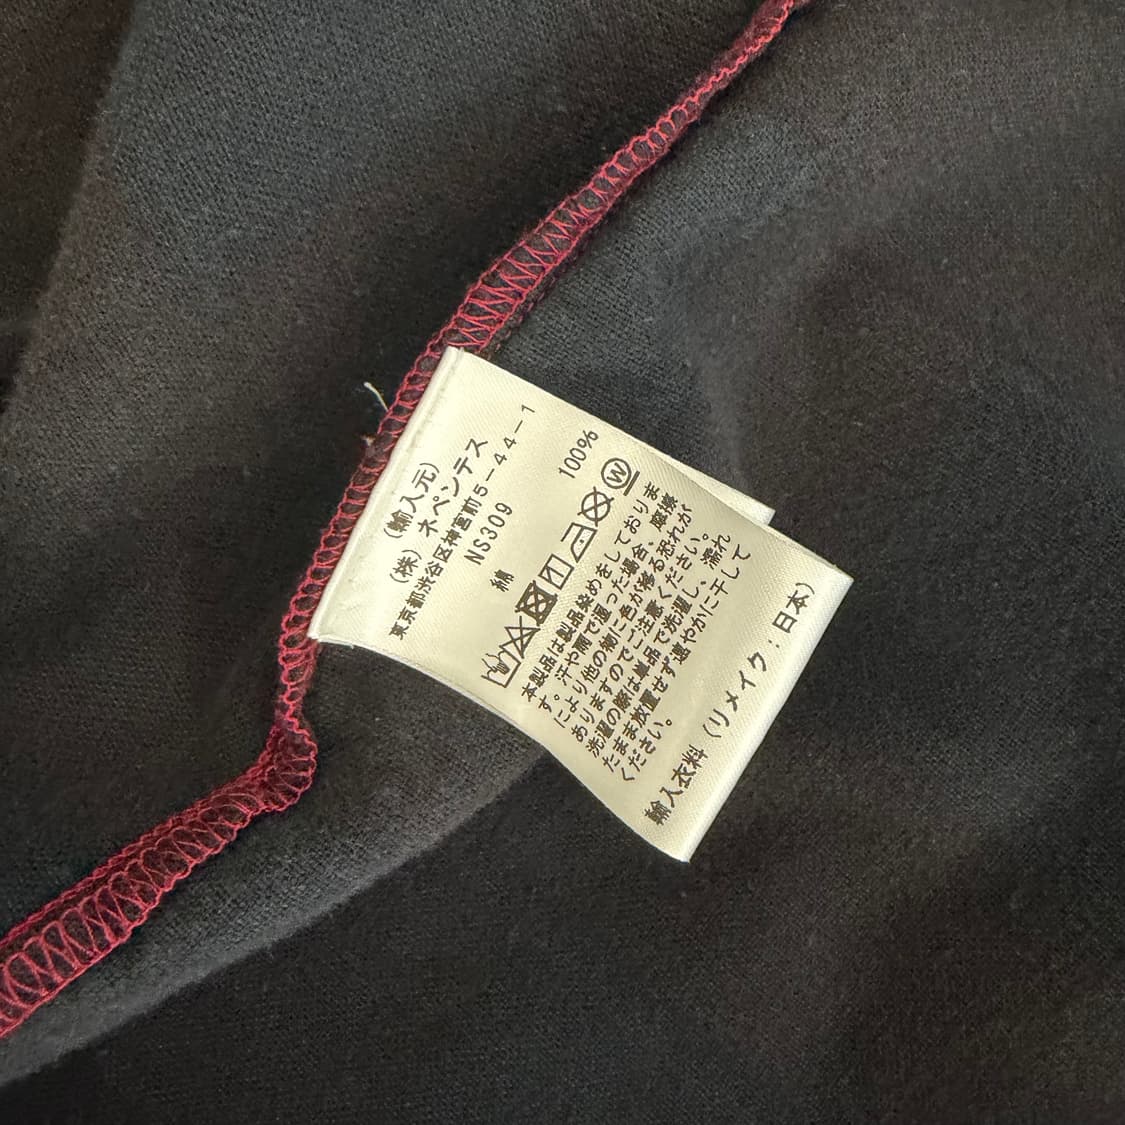 (輸入元)
(株) ネペンテス
東京都渋谷区神宮前5-44-1
NS309
綿 100%
W
本製品は製品染めをしておりま
す。汗や雨で湿った場合、摩擦
により他の物に色が移る恐れが
ありますのでご注意ください。
洗濯の際は単品で洗濯し、濡れ
たまま放置せず速やかに干して
ください。
輸入衣料 (リメイク:日本)